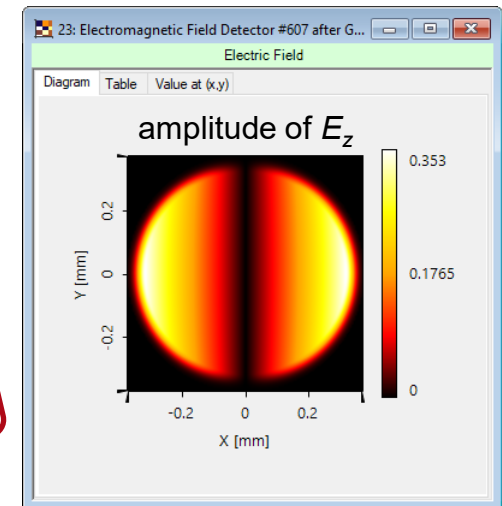 23: Electromagnetic Field Detector #607 after G...
Electric Field
Diagram Table Value at (x,y)
amplitude of Ez
0.353
0.1765
0
Y [mm]
0.2
0
-0.2
-0.2 0 0.2
X [mm]